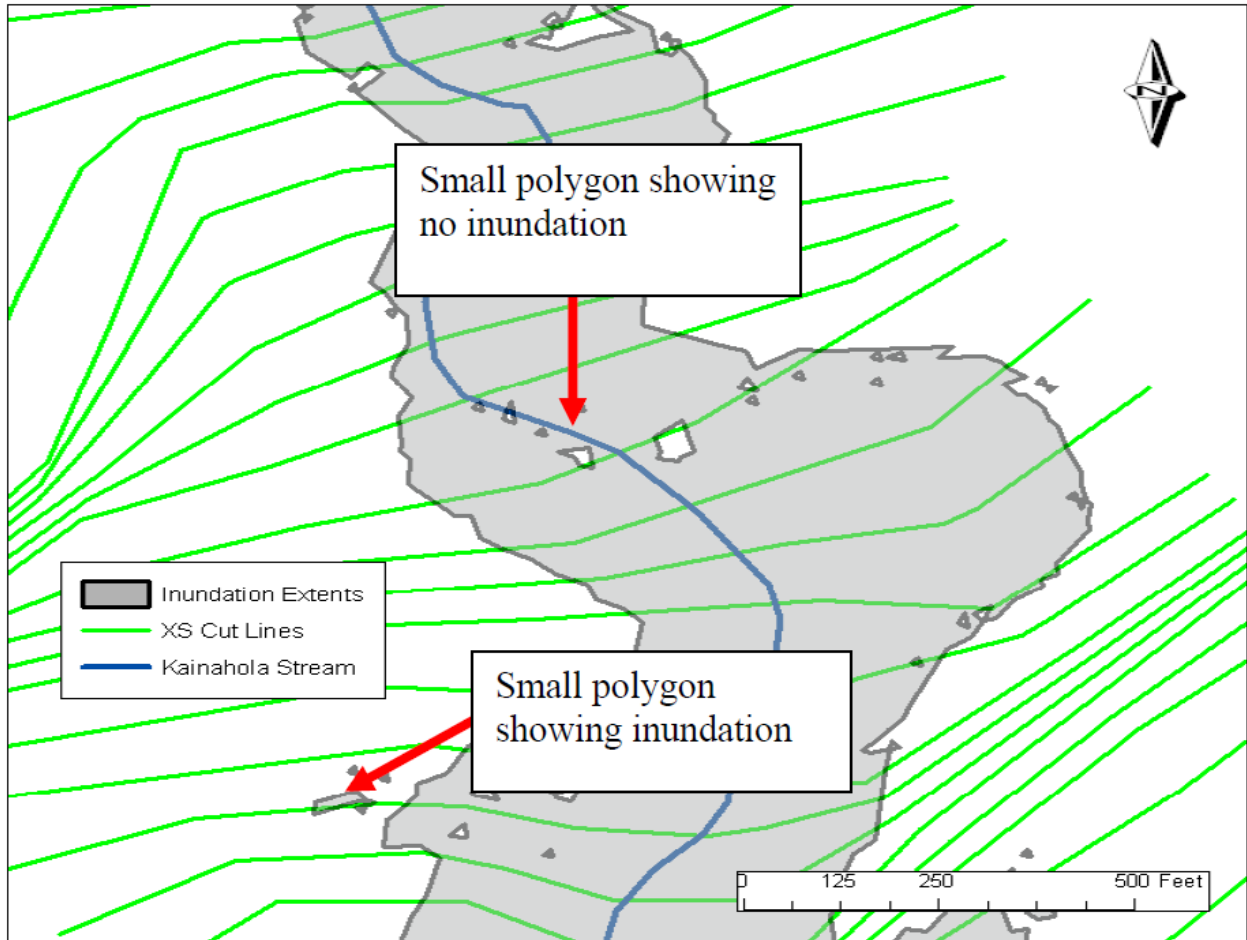 N
Small polygon showing
no inundation
Inundation Extents
XS Cut Lines
Kainahola Stream
Small polygon
showing inundation
0 125 250 500 Feet